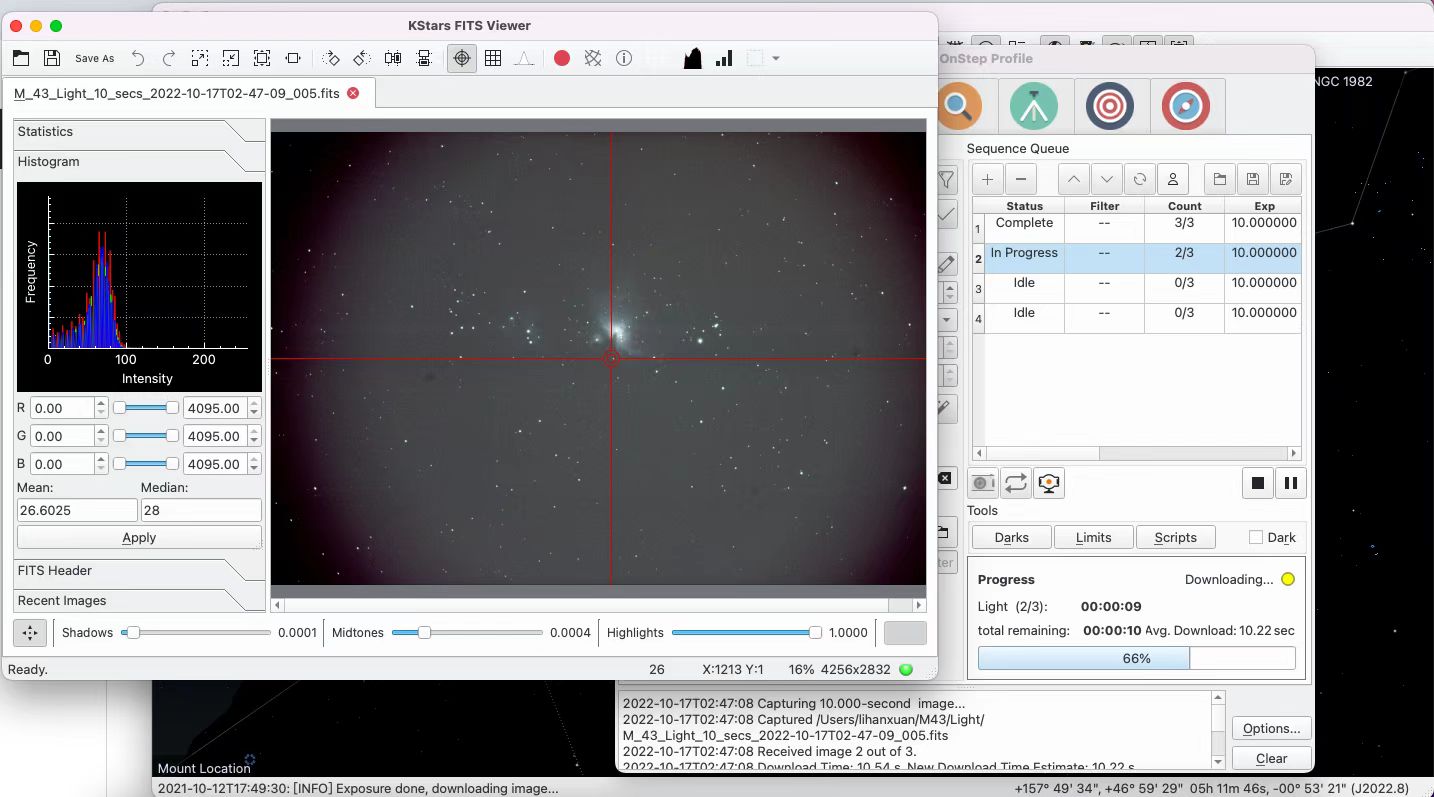 KStars FITS Viewer
Save As
M_43_Light_10_secs_2022-10-17T02-47-09_005.fits
Statistics
Histogram
Frequency
0 100 200
Intensity
R 0.00 4095.00
G 0.00 4095.00
B 0.00 4095.00
Mean: Median:
26.6025 28
Apply
FITS Header
Recent Images
Shadows 0.0001 Midtones 0.0004 Highlights 1.0000
Ready. 26 X:1213 Y:1 16% 4256x2832
OnStep Profile
NGC 1982
Sequence Queue
Status Filter Count Exp
1 Complete -- 3/3 10.000000
2 In Progress -- 2/3 10.000000
3 Idle -- 0/3 10.000000
4 Idle -- 0/3 10.000000
Tools
Darks Limits Scripts Dark
ter
Progress Downloading...
Light (2/3): 00:00:09
total remaining: 00:00:10 Avg. Download: 10.22 sec
66%
2022-10-17T02:47:08 Capturing 10.000-second image...
2022-10-17T02:47:08 Captured /Users/lihanxuan/M43/Light/
M_43_Light_10_secs_2022-10-17T02-47-09_005.fits
2022-10-17T02:47:08 Received image 2 out of 3.
2022-10-17T02:47:08 Download Time: 10.54 s, New Download Time Estimate: 10.22 s.
Options...
Clear
Mount Location
2021-10-12T17:49:30: [INFO] Exposure done, downloading image...
+157° 49' 34", +46° 59' 29" 05h 11m 46s, -00° 53' 21" (J2022.8)